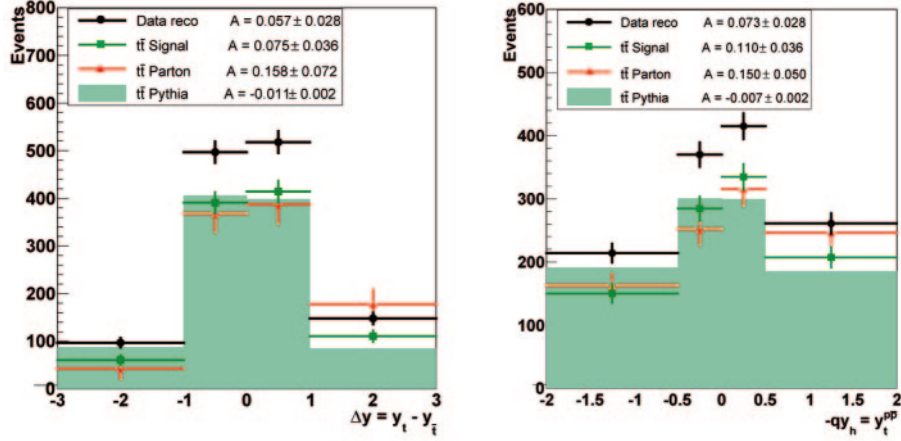 Events
800
700
600
500
400
300
200
100
0
-3 -2 -1 0 1 2 3
Δy = y_t - y_t̄
Data reco A = 0.057± 0.028
tt̄ Signal A = 0.075± 0.036
tt̄ Parton A = 0.158± 0.072
tt̄ Pythia A = -0.011± 0.002
Events
600
500
400
300
200
100
0
-2 -1.5 -1 -0.5 0 0.5 1 1.5 2
-qy_h = y_t^pp̄
Data reco A = 0.073± 0.028
tt̄ Signal A = 0.110± 0.036
tt̄ Parton A = 0.150± 0.050
tt̄ Pythia A = -0.007± 0.002